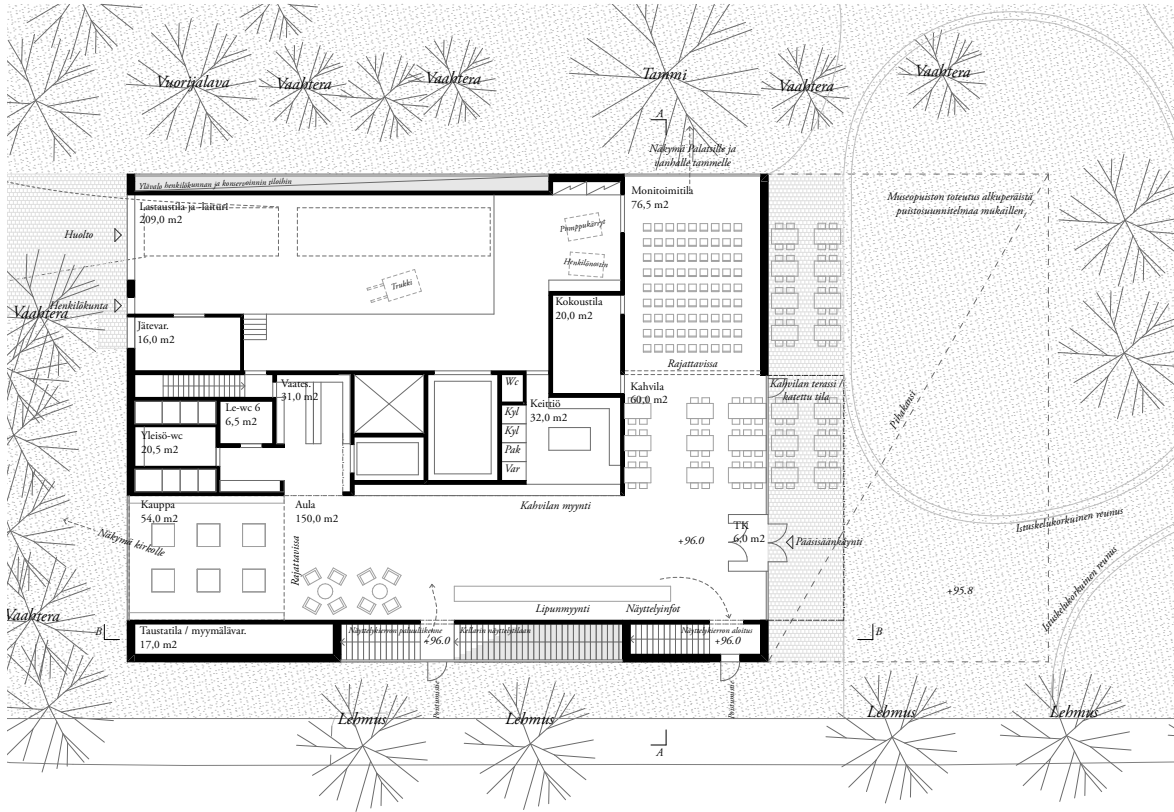 Vuorijalava
Vaahtera
Vaahtera
Tammi
Vaahtera
Vaahtera
A
Näkymä Palatsille ja
vanhalle tammelle
Ylävalo henkilökunnan ja konservoinnin tiloihin
Lastaustila ja -laituri
209,0 m2
Monitoimitila
76,5 m2
Museopuiston toteutus alkuperäistä
puistosuunnitelmaa mukaillen
Huolto
Pumppukärryt
Henkilönostin
Trukki
Vaahtera
Henkilökunta
Kokoustila
20,0 m2
Jätevar.
16,0 m2
Rajattavissa
Vaates.
31,0 m2
Wc
Kahvila
60,0 m2
Kahvilan terassi /
katettu tila
Pihakansi
Le-wc 6
6,5 m2
Keittiö
32,0 m2
Kyl
Kyl
Yleisö-wc
20,5 m2
Pak
Var
Kauppa
54,0 m2
Aula
150,0 m2
Kahvilan myynti
Näkymä kirkolle
Rajattavissa
+96.0
TK
6,0 m2
Pääsisäänkäynti
Istuskelukorkuinen reunus
Istuskelukorkuinen reunus
+95.8
Vaahtera
Lipunmyynti
Näyttelyinfot
B
Taustatila / myymälävar.
17,0 m2
Näyttelykierron paluuliikenne
+96.0
Kellarin näyttelytilaan
Näyttelykierron aloitus
+96.0
B
Poistumistie
Poistumistie
Lehmus
Lehmus
Lehmus
Lehmus
A